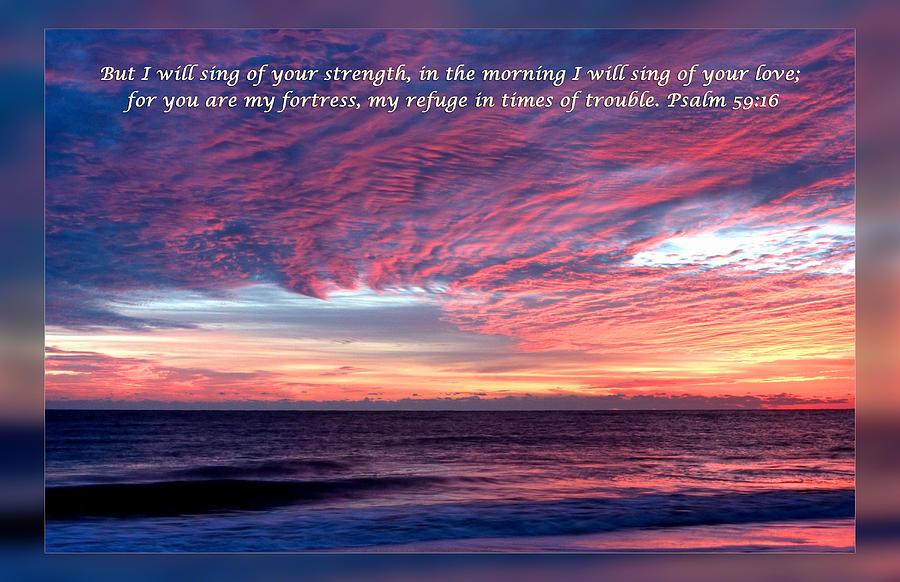 But I will sing of your strength, in the morning I will sing of your love;
for you are my fortress, my refuge in times of trouble. Psalm 59:16